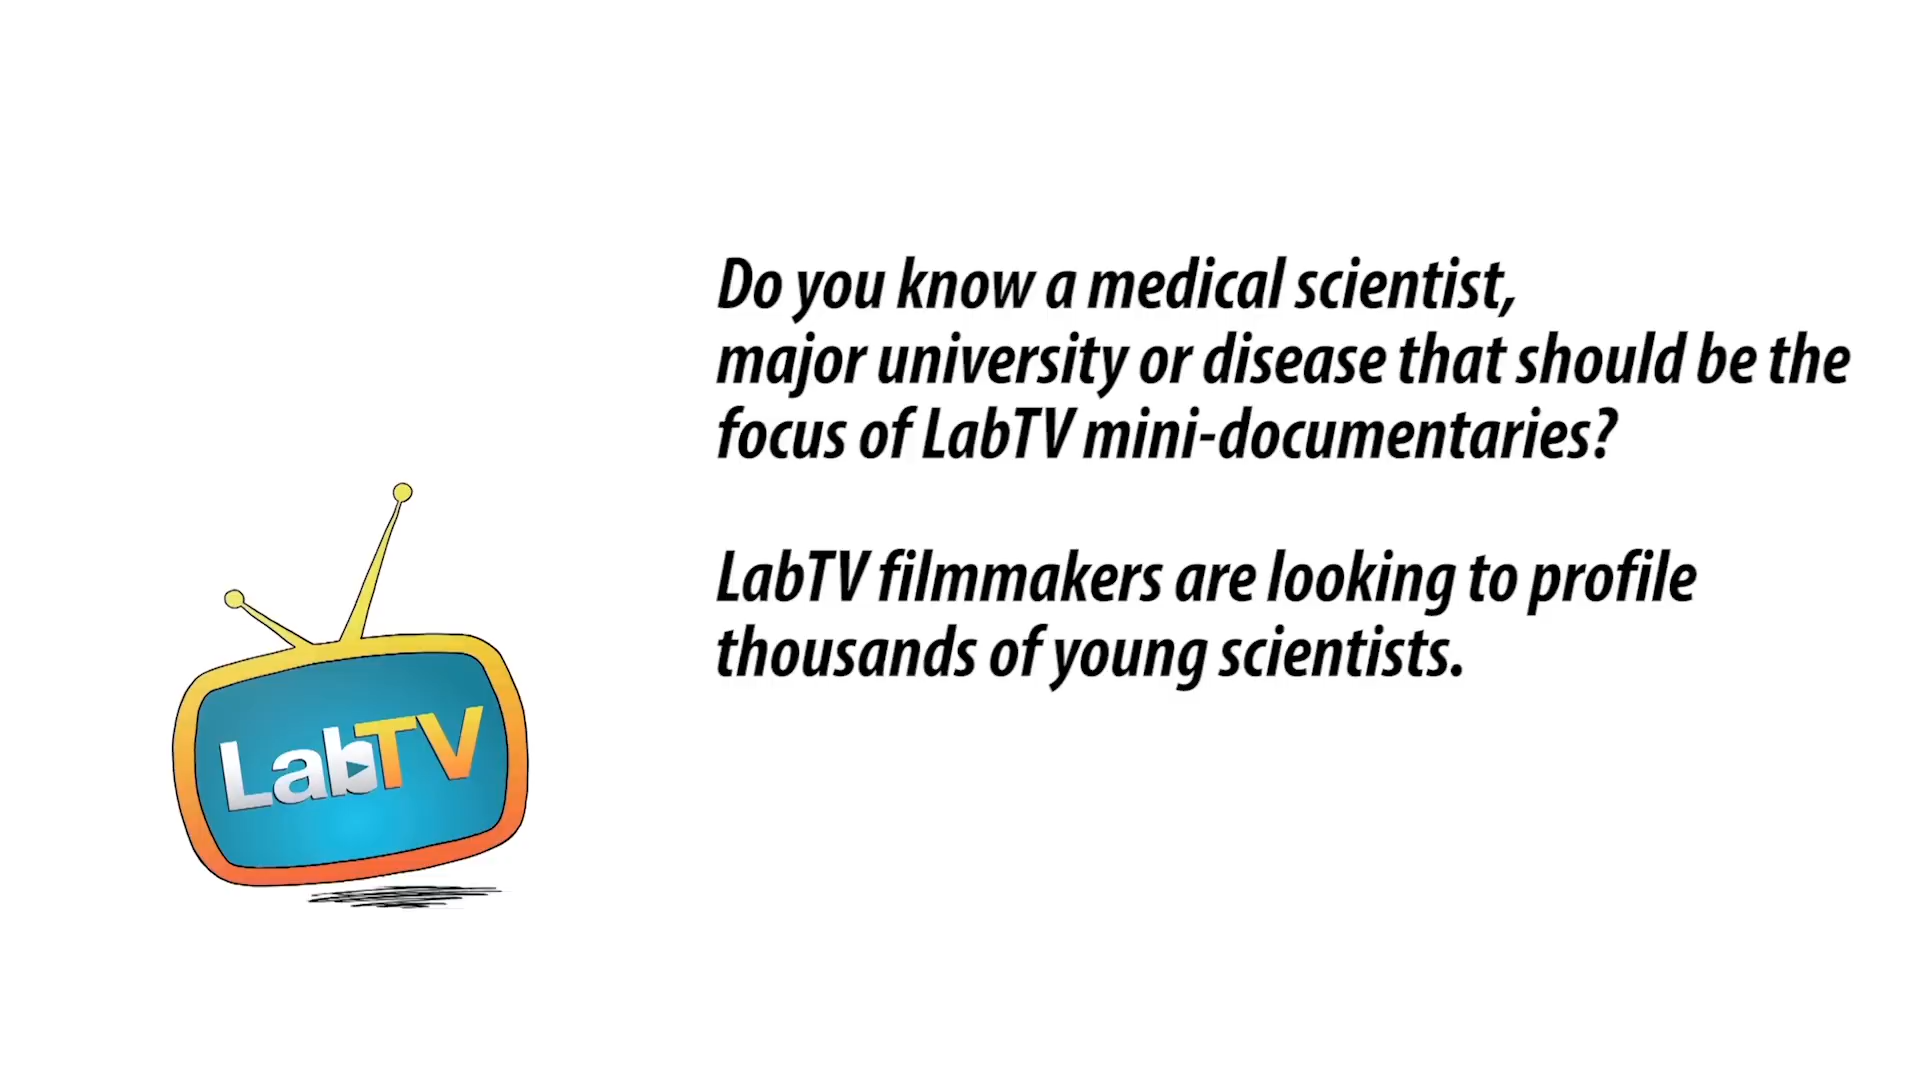 Do you know a medical scientist,
major university or disease that should be the
focus of LabTV mini-documentaries?
LabTV filmmakers are looking to profile
thousands of young scientists.
LabTV